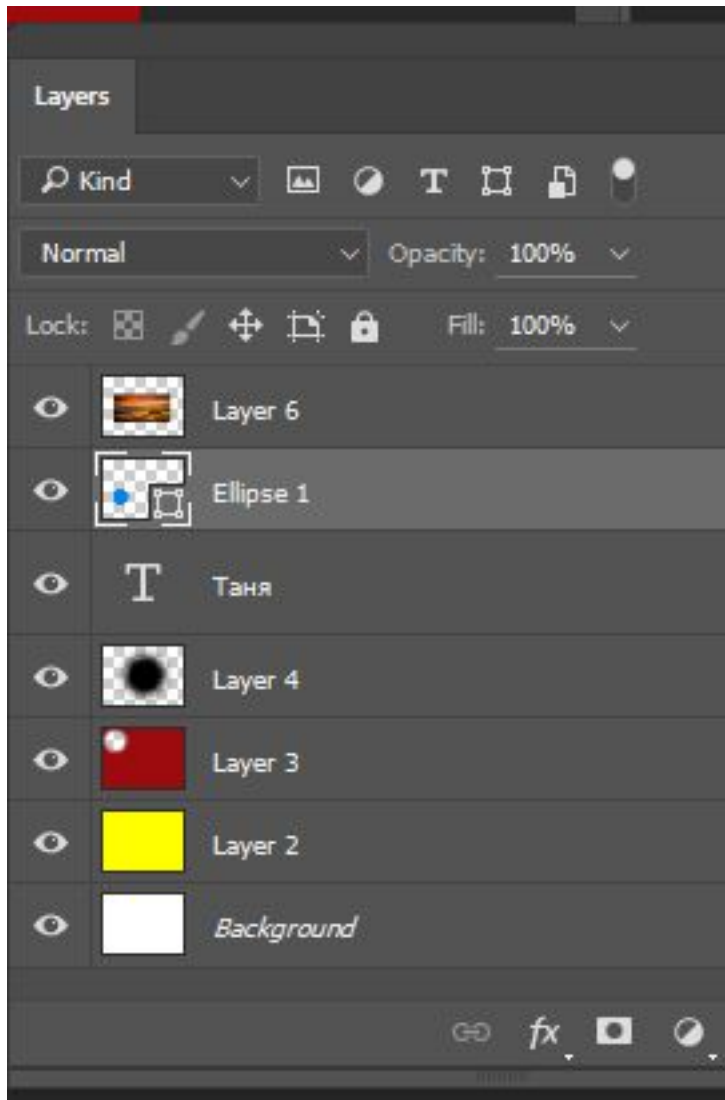 Layers
Kind
Normal Opacity: 100%
Lock: Fill: 100%
Layer 6
Ellipse 1
T Таня
Layer 4
Layer 3
Layer 2
Background
fx